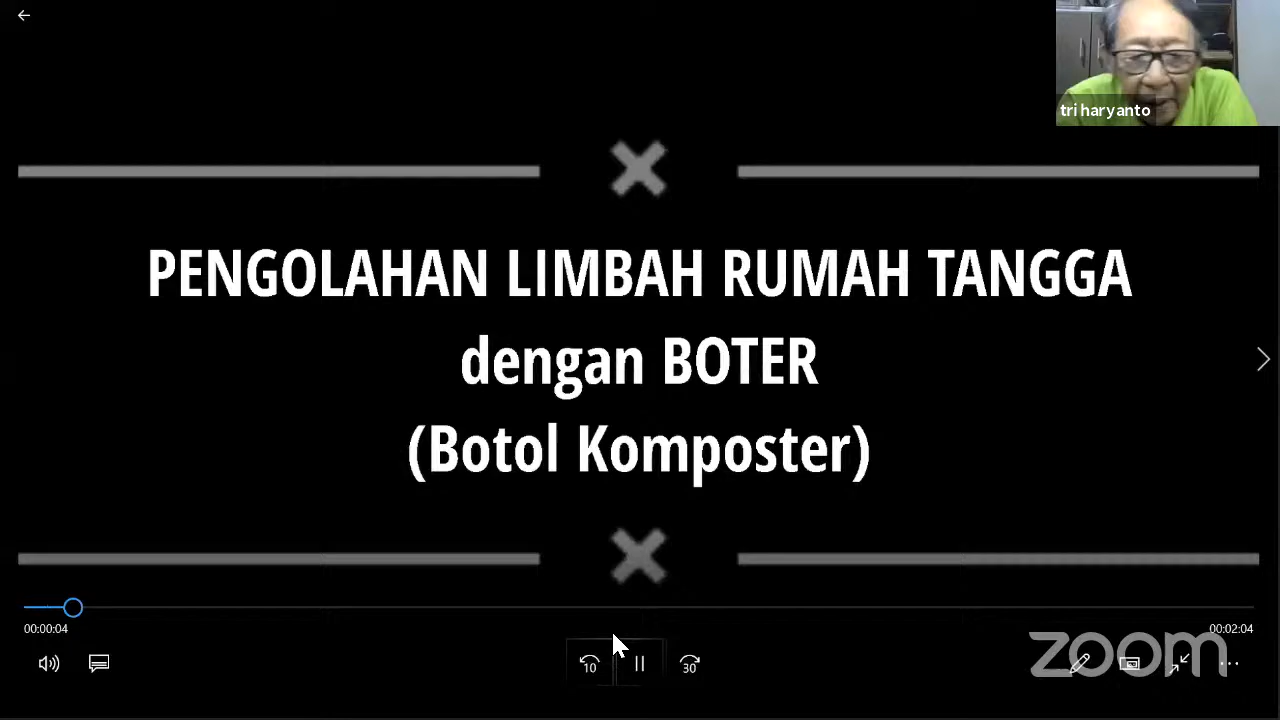 tri haryanto
PENGOLAHAN LIMBAH RUMAH TANGGA
dengan BOTER
(Botol Komposter)
00:00:04
00:02:04
10
30
zoom